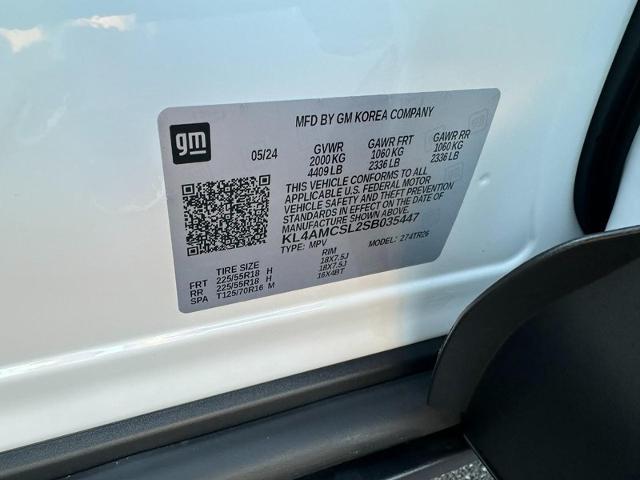 MFD BY GM KOREA COMPANY
gm
05/24 GVWR GAWR FRT GAWR RR
2000 KG 1060 KG 1060 KG
4409 LB 2336 LB 2336 LB
THIS VEHICLE CONFORMS TO ALL
APPLICABLE U.S. FEDERAL MOTOR
VEHICLE SAFETY AND THEFT PREVENTION
STANDARDS IN EFFECT ON THE DATE OF
MANUFACTURE SHOWN ABOVE.
KL4AMCSL2SB035447
TYPE: MPV MODEL: 274TR26
TIRE SIZE RIM
FRT 225/55R18 H 18X7.5J
RR 225/55R18 H 18X7.5J
SPA T125/70R16 M 16X4BT